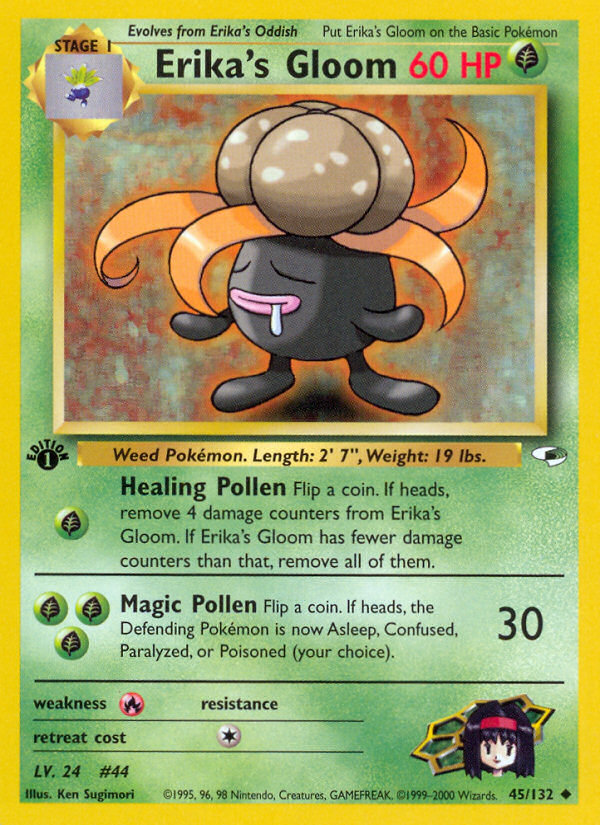 Evolves from Erika's Oddish Put Erika's Gloom on the Basic Pokémon
STAGE 1
Erika's Gloom 60 HP
EDITION
1
Weed Pokémon. Length: 2' 7", Weight: 19 lbs.
Healing Pollen Flip a coin. If heads,
remove 4 damage counters from Erika's
Gloom. If Erika's Gloom has fewer damage
counters than that, remove all of them.
Magic Pollen Flip a coin. If heads, the
Defending Pokémon is now Asleep, Confused,
Paralyzed, or Poisoned (your choice).
30
weakness resistance
retreat cost
LV. 24 #44
Illus. Ken Sugimori ©1995, 96, 98 Nintendo, Creatures, GAMEFREAK. ©1999-2000 Wizards. 45/132